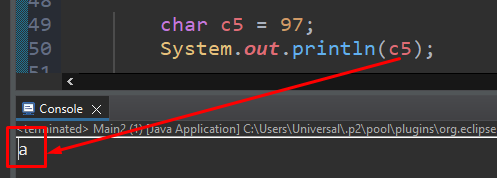 49 char c5 = 97;
50 System.out.println(c5);
51
Console
<terminated> Main2 (1) [Java Application] C:\Users\Universal\.p2\pool\plugins\org.eclipse
a